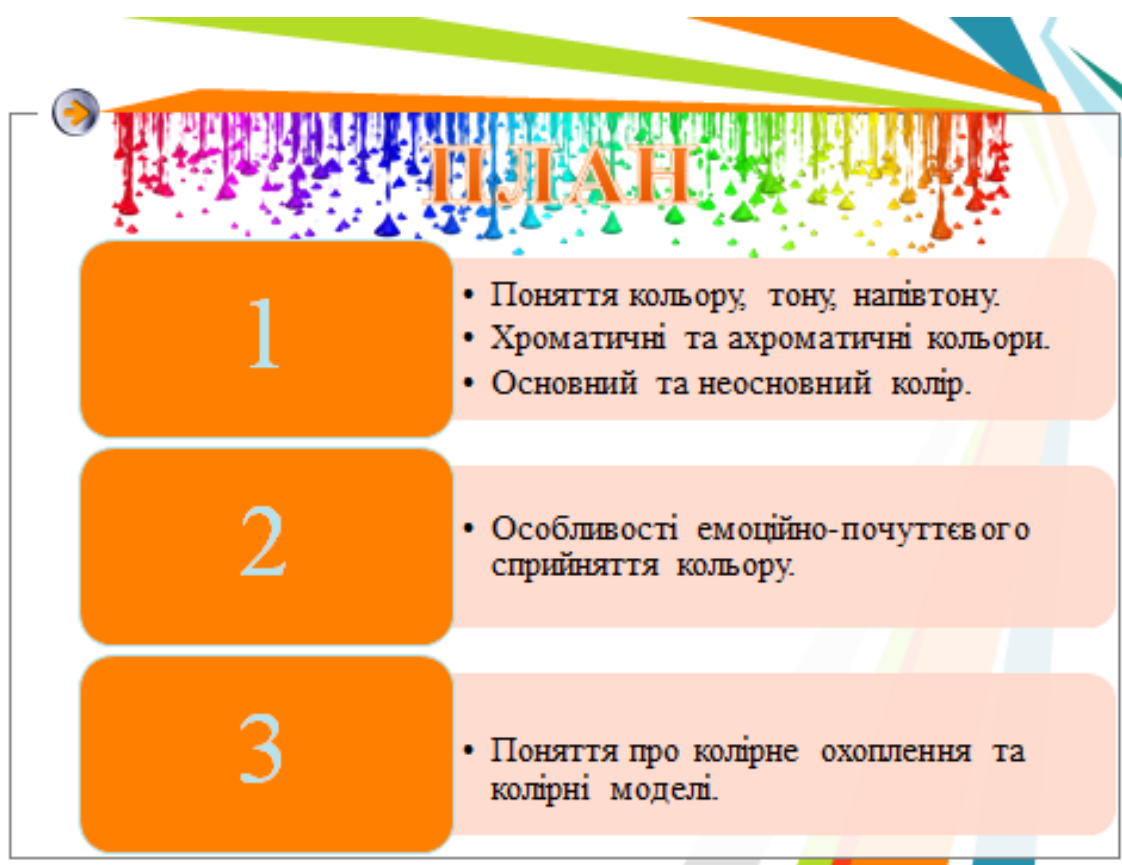 ПЛАН
1
• Поняття кольору, тону, напівтону.
• Хроматичні та ахроматичні кольори.
• Основний та неосновний колір.
2
• Особливості емоційно-почуттєвого
сприйняття кольору.
3
• Поняття про колірне охоплення та
колірні моделі.